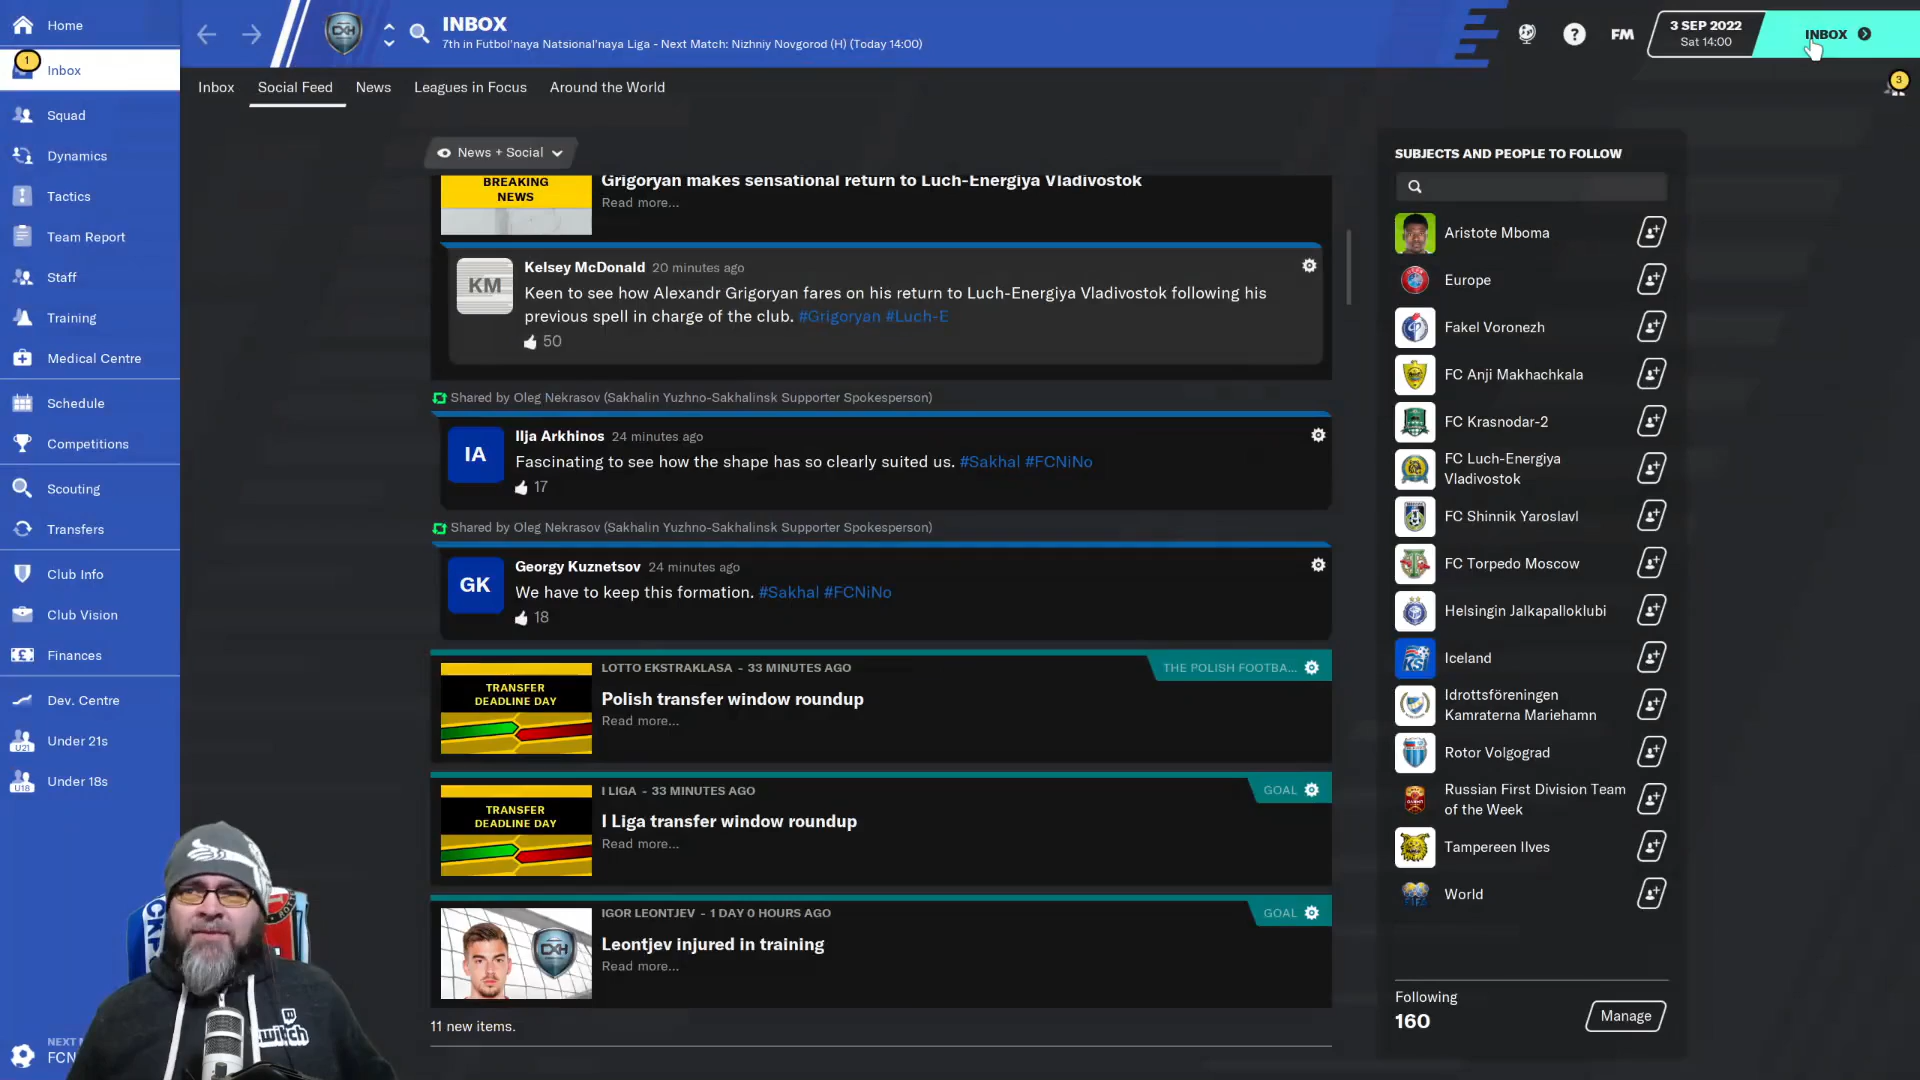 Home
1
Inbox
Squad
Dynamics
Tactics
Team Report
Staff
Training
Medical Centre
Schedule
Competitions
Scouting
Transfers
Club Info
Club Vision
Finances
Dev. Centre
U21
Under 21s
U18
Under 18s
FCN
INBOX
7th in Futbol'naya Natsional'naya Liga - Next Match: Nizhniy Novgorod (H) (Today 14:00)
?
FM
3 SEP 2022
Sat 14:00
INBOX
3
Inbox
Social Feed
News
Leagues in Focus
Around the World
News + Social
BREAKING
NEWS
Grigoryan makes sensational return to Luch-Energiya Vladivostok
Read more...
KM
Kelsey McDonald 20 minutes ago
Keen to see how Alexandr Grigoryan fares on his return to Luch-Energiya Vladivostok following his
previous spell in charge of the club. #Grigoryan #Luch-E
50
Shared by Oleg Nekrasov (Sakhalin Yuzhno-Sakhalinsk Supporter Spokesperson)
IA
Ilja Arkhinos 24 minutes ago
Fascinating to see how the shape has so clearly suited us. #Sakhal #FCNiNo
17
Shared by Oleg Nekrasov (Sakhalin Yuzhno-Sakhalinsk Supporter Spokesperson)
GK
Georgy Kuznetsov 24 minutes ago
We have to keep this formation. #Sakhal #FCNiNo
18
TRANSFER
DEADLINE DAY
LOTTO EKSTRAKLASA - 33 MINUTES AGO
THE POLISH FOOTBA...
Polish transfer window roundup
Read more...
TRANSFER
DEADLINE DAY
I LIGA - 33 MINUTES AGO
GOAL
I Liga transfer window roundup
Read more...
IGOR LEONTJEV - 1 DAY 0 HOURS AGO
GOAL
Leontjev injured in training
Read more...
11 new items.
SUBJECTS AND PEOPLE TO FOLLOW
Aristote Mboma
Europe
Fakel Voronezh
FC Anji Makhachkala
FC Krasnodar-2
FC Luch-Energiya
Vladivostok
FC Shinnik Yaroslavl
FC Torpedo Moscow
Helsingin Jalkapalloklubi
Iceland
Idrottsföreningen
Kamraterna Mariehamn
Rotor Volgograd
Russian First Division Team
of the Week
Tampereen Ilves
World
Following
160
Manage